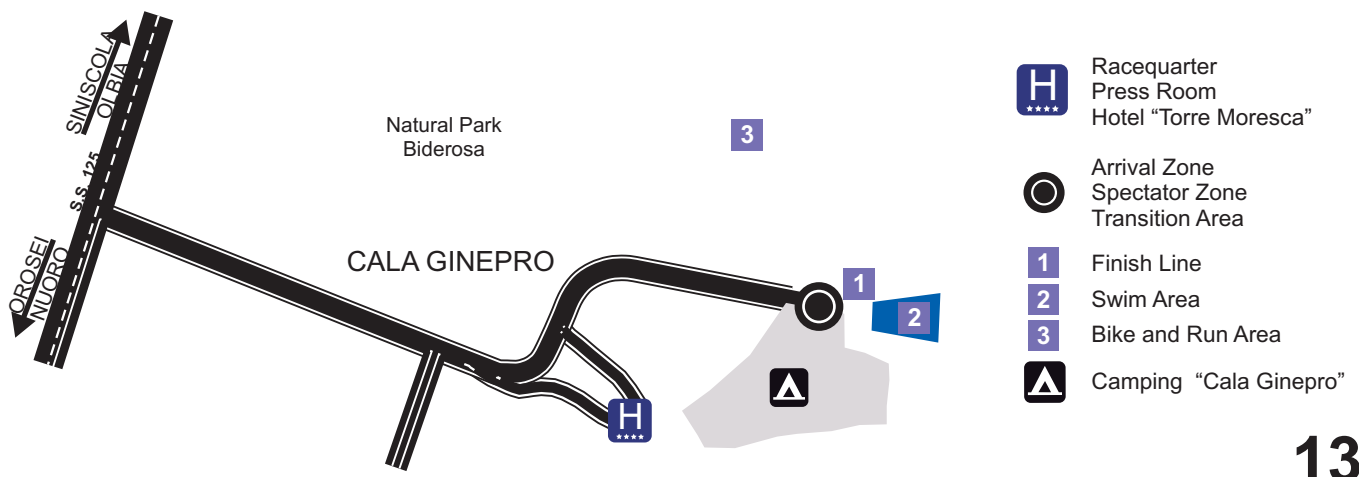 SINISCOLA
OLBIA
S.S. 125
OROSEI
NUORO
Natural Park
Biderosa
3
CALA GINEPRO
1
2
H
****
H
****
Racequarter
Press Room
Hotel “Torre Moresca”
Arrival Zone
Spectator Zone
Transition Area
1 Finish Line
2 Swim Area
3 Bike and Run Area
Camping “Cala Ginepro”
13